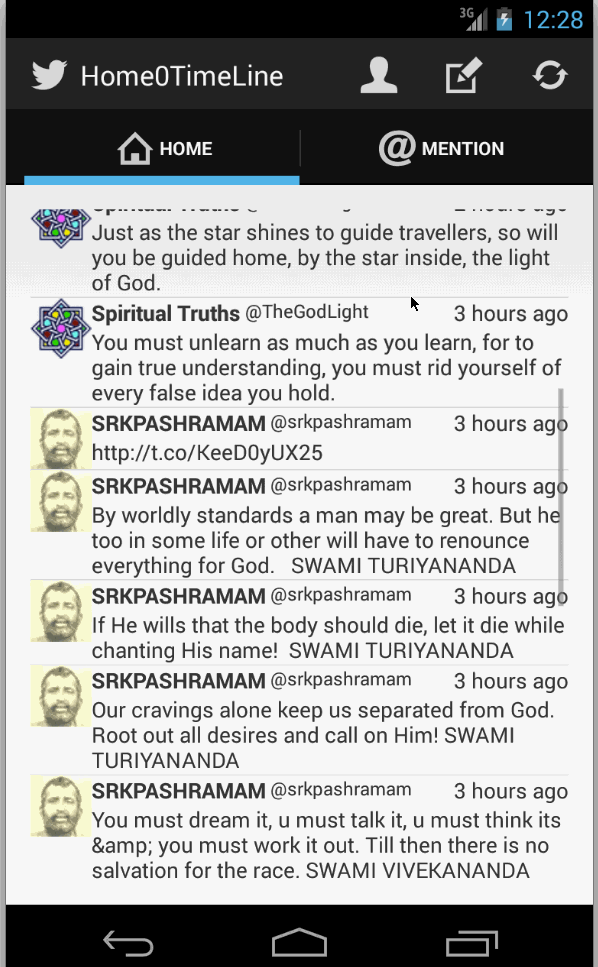 3G 12:28
Home0TimeLine
HOME
@ MENTION
Spiritual Truths
Just as the star shines to guide travellers, so will
you be guided home, by the star inside, the light
of God.
Spiritual Truths @TheGodLight 3 hours ago
You must unlearn as much as you learn, for to
gain true understanding, you must rid yourself of
every false idea you hold.
SRKPASHRAMAM @srkpashramam 3 hours ago
http://t.co/KeeD0yUX25
SRKPASHRAMAM @srkpashramam 3 hours ago
By worldly standards a man may be great. But he
too in some life or other will have to renounce
everything for God.   SWAMI TURIYANANDA
SRKPASHRAMAM @srkpashramam 3 hours ago
If He wills that the body should die, let it die while
chanting His name!  SWAMI TURIYANANDA
SRKPASHRAMAM @srkpashramam 3 hours ago
Our cravings alone keep us separated from God.
Root out all desires and call on Him! SWAMI
TURIYANANDA
SRKPASHRAMAM @srkpashramam 3 hours ago
You must dream it, u must talk it, u must think its
&amp; you must work it out. Till then there is no
salvation for the race. SWAMI VIVEKANANDA